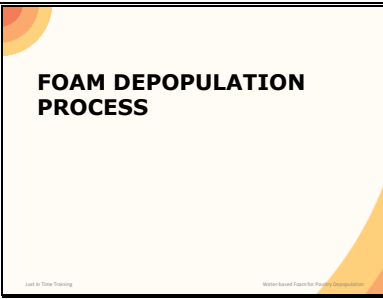 FOAM DEPOPULATION
PROCESS
Just in Time Training
Water-based Foam for Poultry Depopulation